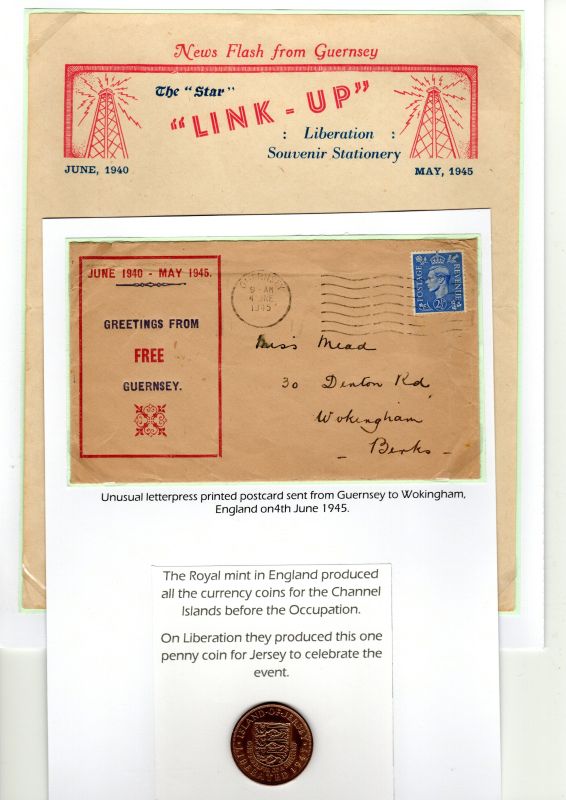 News Flash from Guernsey
The "Star"
"LINK - UP"
: Liberation :
Souvenir Stationery
JUNE, 1940
MAY, 1945
JUNE 1940 - MAY 1945.
GREETINGS FROM
FREE
GUERNSEY.
GUERNSEY
9 - AM
4 JNE
1945
POSTAGE
REVENUE
2½
Miss Mead
30 Denton Rd
Wokingham
- Berks -
Unusual letterpress printed postcard sent from Guernsey to Wokingham,
England on4th June 1945.
The Royal mint in England produced
all the currency coins for the Channel
Islands before the Occupation.
On Liberation they produced this one
penny coin for Jersey to celebrate the
event.
ISLAND·OF·JERSEY
LIBERATED 1945